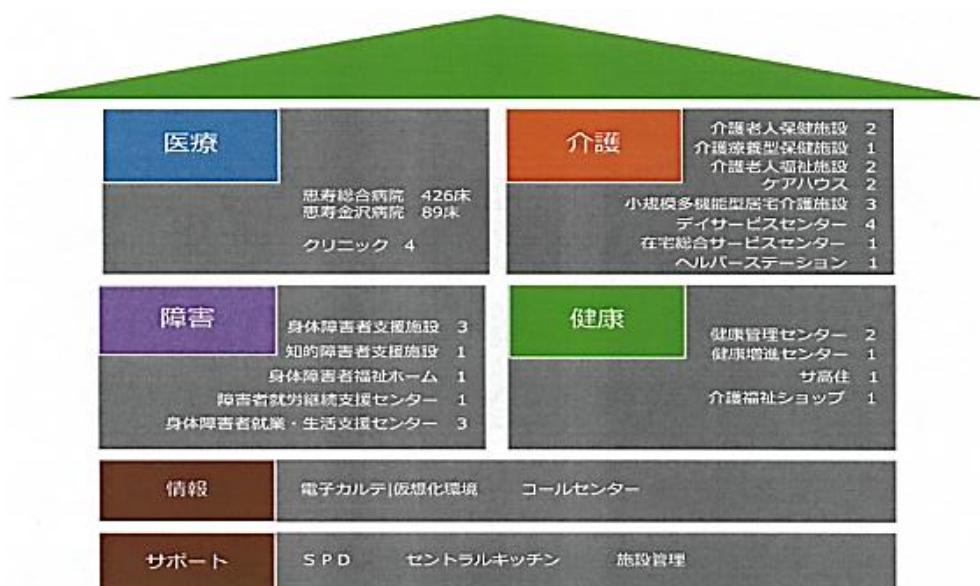 医療
恵寿総合病院 426床
恵寿金沢病院 89床
クリニック 4
介護
介護老人保健施設 2
介護療養型保健施設 1
介護老人福祉施設 2
ケアハウス 2
小規模多機能型居宅介護施設 3
デイサービスセンター 4
在宅総合サービスセンター 1
ヘルパーステーション 1
障害
身体障害者支援施設 3
知的障害者支援施設 1
身体障害者福祉ホーム 1
障害者就労継続支援センター 1
身体障害者就業・生活支援センター 3
健康
健康管理センター 2
健康増進センター 1
サ高住 1
介護福祉ショップ 1
情報
電子カルテ|仮想化環境 コールセンター
サポート
SPD セントラルキッチン 施設管理